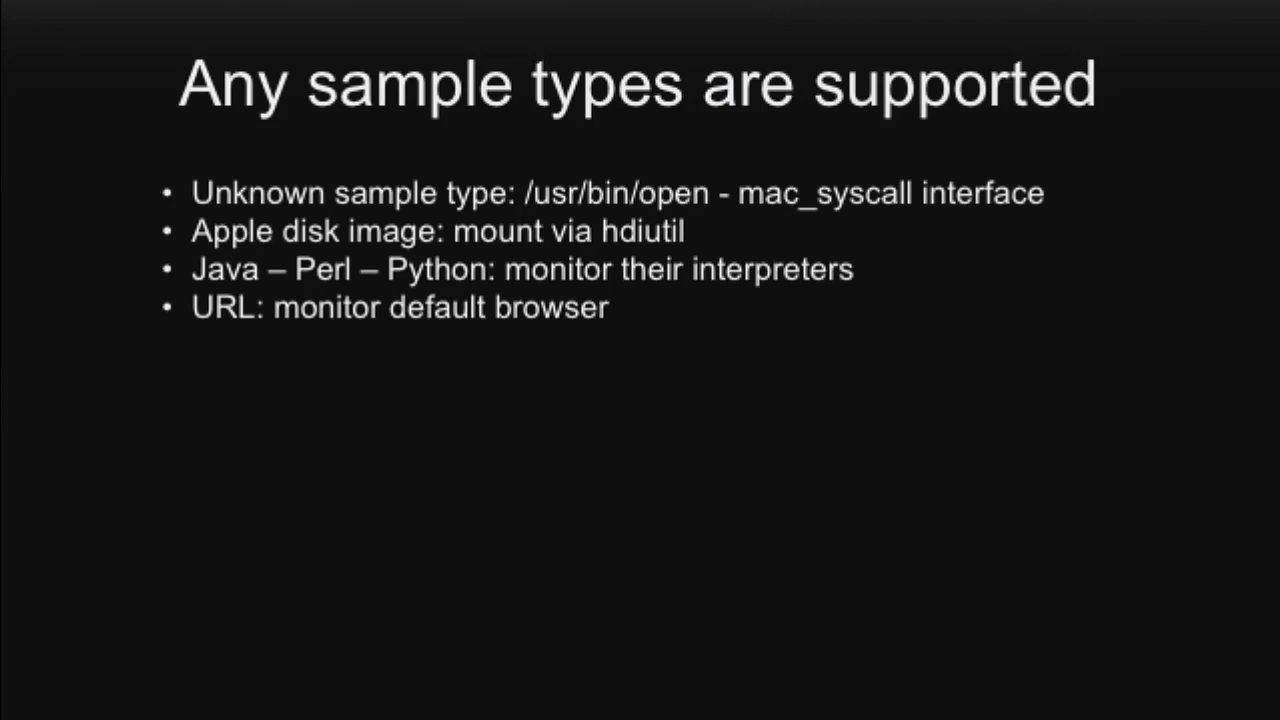 Any sample types are supported
• Unknown sample type: /usr/bin/open - mac_syscall interface
• Apple disk image: mount via hdiutil
• Java – Perl – Python: monitor their interpreters
• URL: monitor default browser